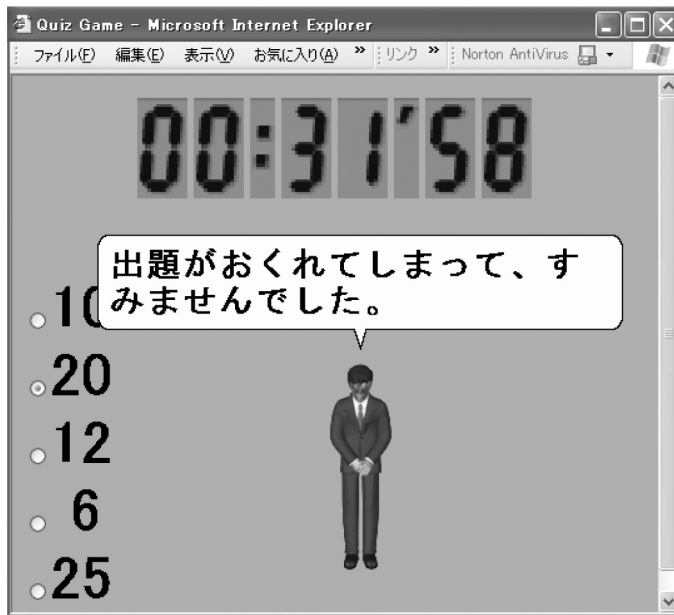 Quiz Game - Microsoft Internet Explorer
ファイル(F) 編集(E) 表示(V) お気に入り(A) » リンク » Norton AntiVirus
00:31'58
出題がおくれてしまって、す
みませんでした。
10
20
12
6
25